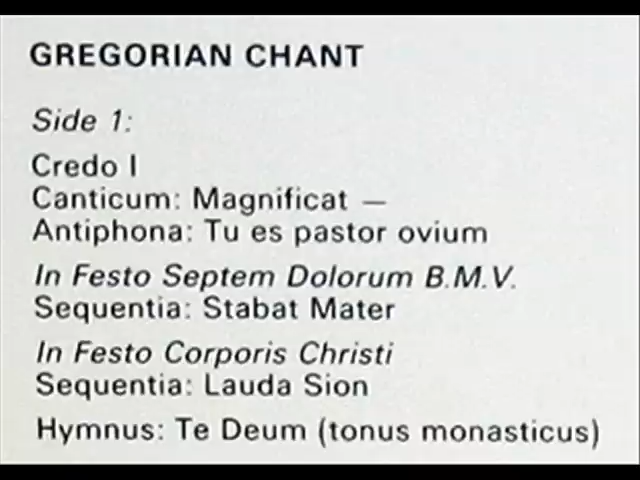 GREGORIAN CHANT
Side 1:
Credo I
Canticum: Magnificat —
Antiphona: Tu es pastor ovium
In Festo Septem Dolorum B.M.V.
Sequentia: Stabat Mater
In Festo Corporis Christi
Sequentia: Lauda Sion
Hymnus: Te Deum (tonus monasticus)